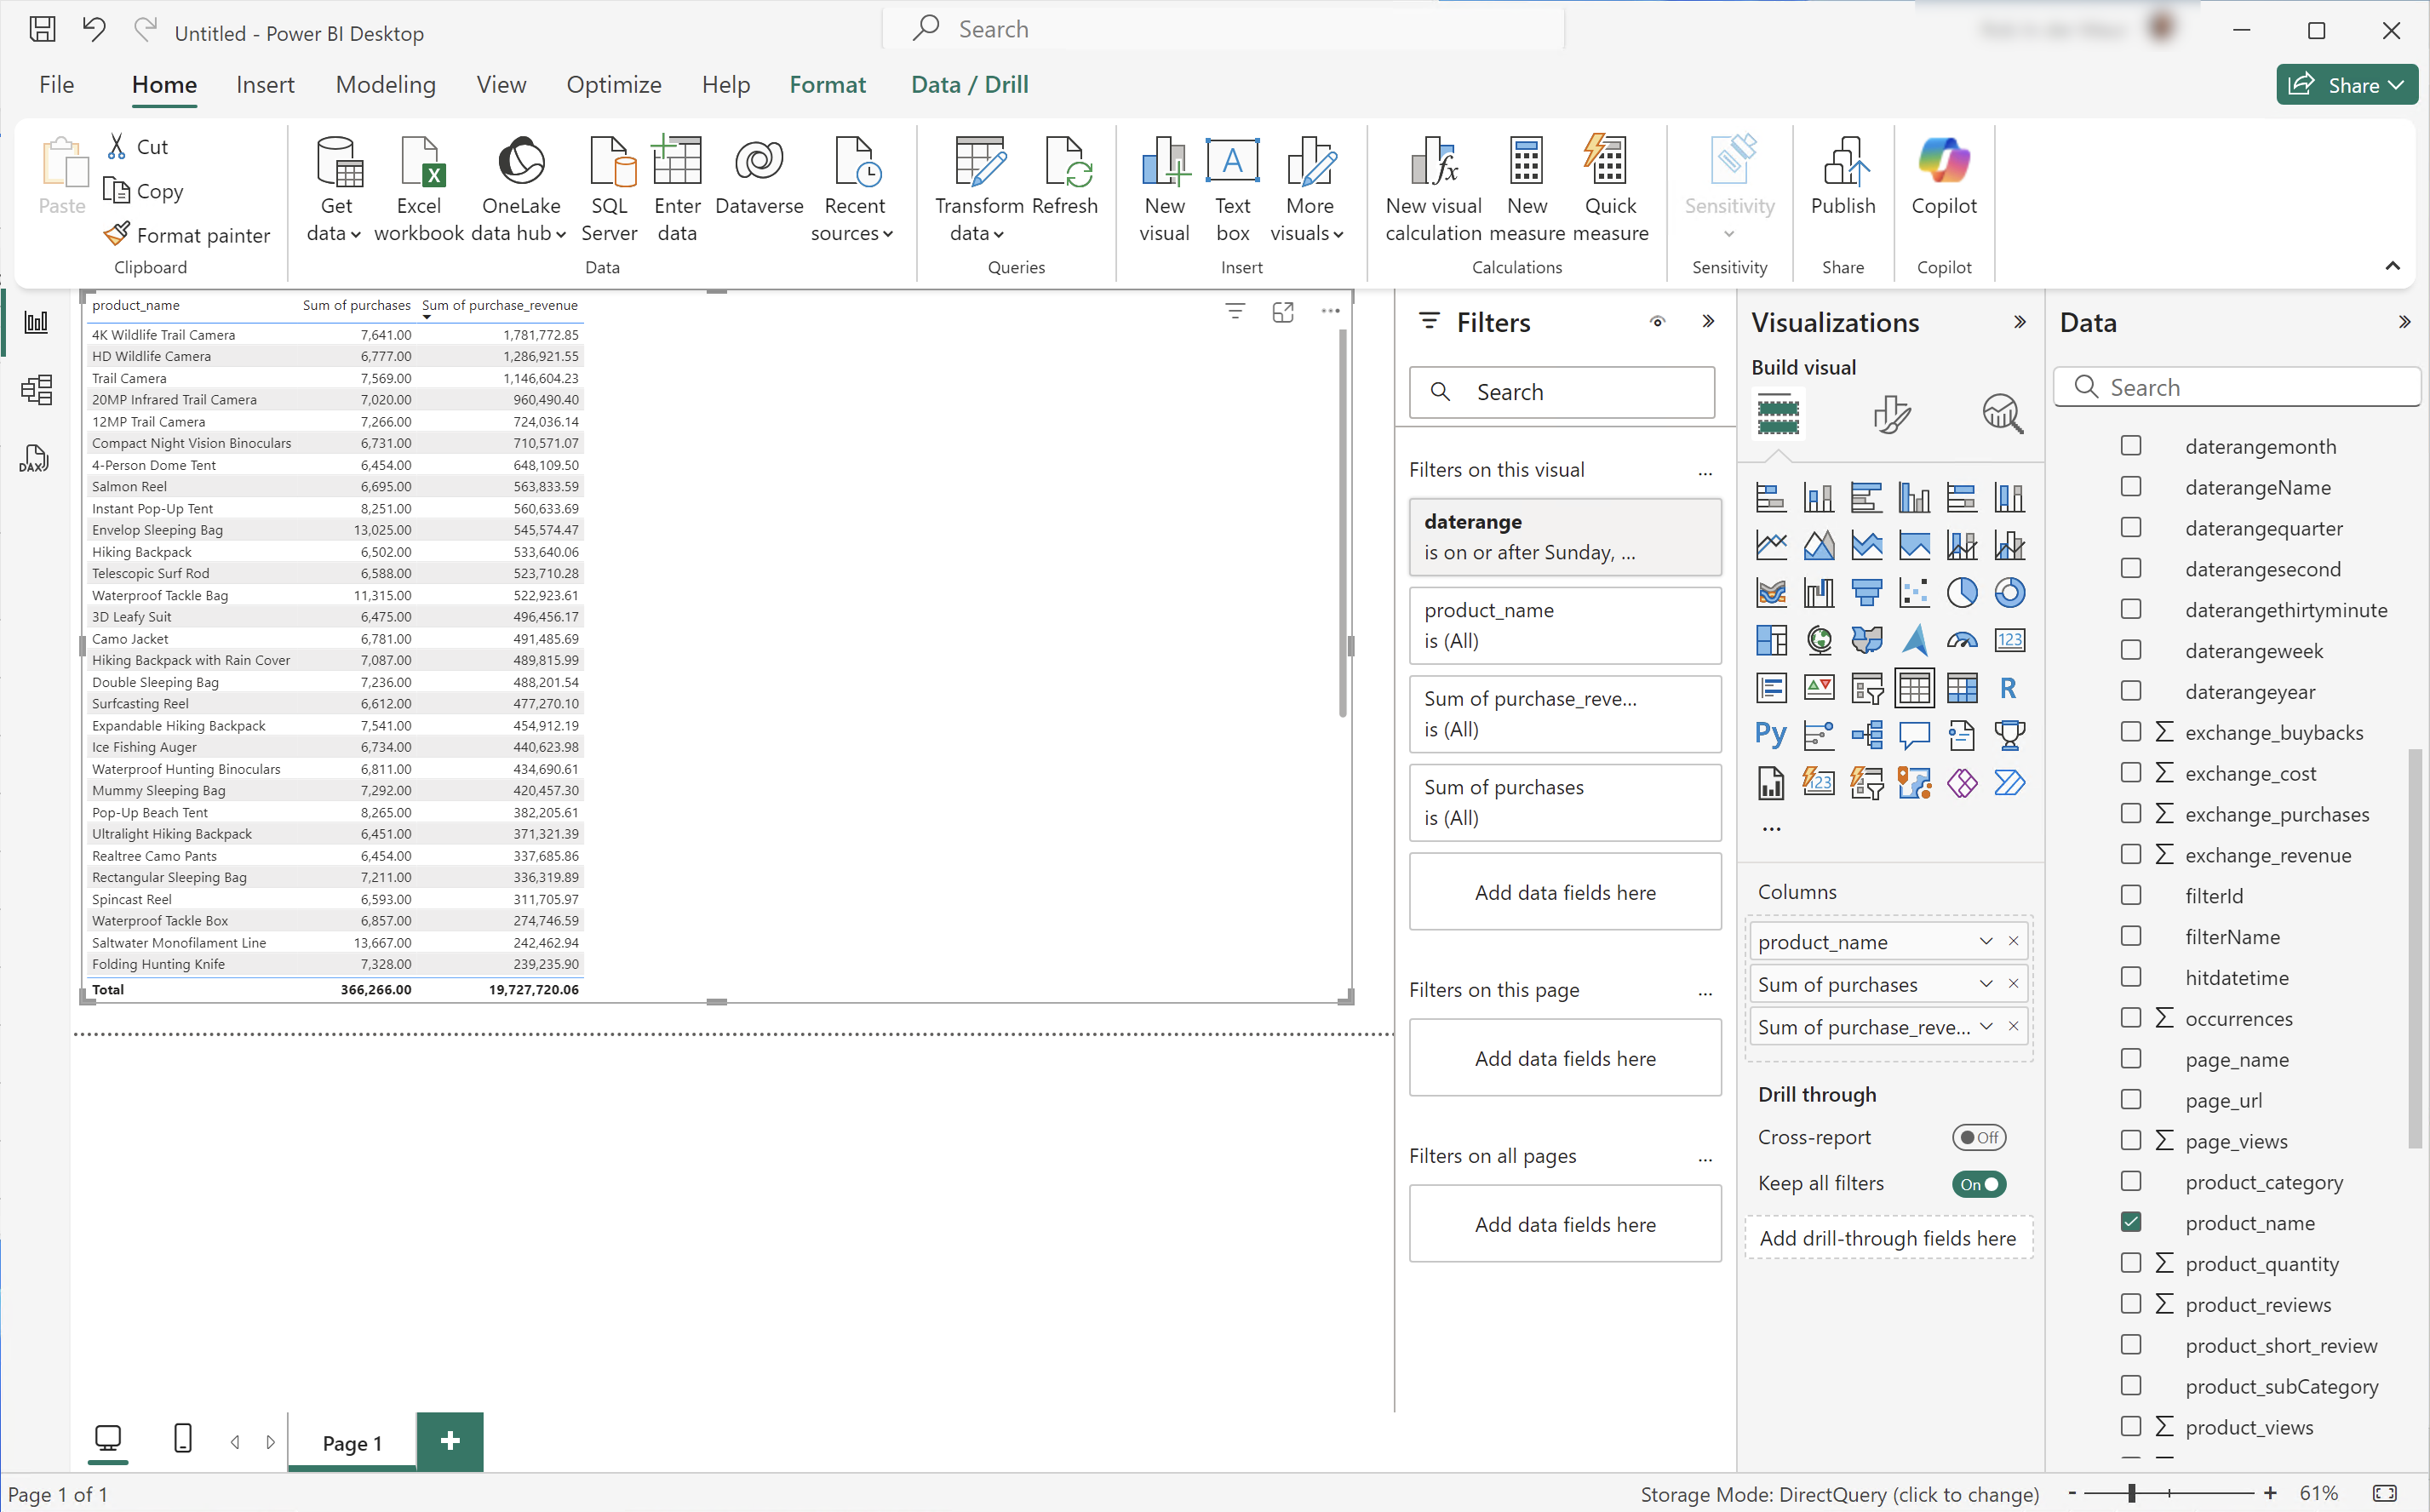 Untitled - Power BI Desktop
Search
File Home Insert Modeling View Optimize Help Format Data / Drill
Share
Paste
Cut
Copy
Format painter
Clipboard
Get data
Excel workbook
OneLake data hub
SQL Server
Enter data
Dataverse
Recent sources
Data
Transform data
Refresh
Queries
New visual
Text box
More visuals
Insert
New visual calculation
New measure
Quick measure
Calculations
Sensitivity
Sensitivity
Publish
Share
Copilot
Copilot
DAX
product_name Sum of purchases Sum of purchase_revenue
4K Wildlife Trail Camera 7,641.00 1,781,772.85
HD Wildlife Camera 6,777.00 1,286,921.55
Trail Camera 7,569.00 1,146,604.23
20MP Infrared Trail Camera 7,020.00 960,490.40
12MP Trail Camera 7,266.00 724,036.14
Compact Night Vision Binoculars 6,731.00 710,571.07
4-Person Dome Tent 6,454.00 648,109.50
Salmon Reel 6,695.00 563,833.59
Instant Pop-Up Tent 8,251.00 560,633.69
Envelop Sleeping Bag 13,025.00 545,574.47
Hiking Backpack 6,502.00 533,640.06
Telescopic Surf Rod 6,588.00 523,710.28
Waterproof Tackle Bag 11,315.00 522,923.61
3D Leafy Suit 6,475.00 496,456.17
Camo Jacket 6,781.00 491,485.69
Hiking Backpack with Rain Cover 7,087.00 489,815.99
Double Sleeping Bag 7,236.00 488,201.54
Surfcasting Reel 6,612.00 477,270.10
Expandable Hiking Backpack 7,541.00 454,912.19
Ice Fishing Auger 6,734.00 440,623.98
Waterproof Hunting Binoculars 6,811.00 434,690.61
Mummy Sleeping Bag 7,292.00 420,457.30
Pop-Up Beach Tent 8,265.00 382,205.61
Ultralight Hiking Backpack 6,451.00 371,321.39
Realtree Camo Pants 6,454.00 337,685.86
Rectangular Sleeping Bag 7,211.00 336,319.89
Spincast Reel 6,593.00 311,705.97
Waterproof Tackle Box 6,857.00 274,746.59
Saltwater Monofilament Line 13,667.00 242,462.94
Folding Hunting Knife 7,328.00 239,235.90
Total 366,266.00 19,727,720.06
Filters
Search
Filters on this visual
daterange
is on or after Sunday, ...
product_name
is (All)
Sum of purchase_reve...
is (All)
Sum of purchases
is (All)
Add data fields here
Filters on this page
Add data fields here
Filters on all pages
Add data fields here
Visualizations
Build visual
123
R
Py
123
Columns
product_name
Sum of purchases
Sum of purchase_reve...
Drill through
Cross-report Off
Keep all filters On
Add drill-through fields here
Data
Search
daterangemonth
daterangeName
daterangequarter
daterangesecond
daterangethirtyminute
daterangeweek
daterangeyear
exchange_buybacks
exchange_cost
exchange_purchases
exchange_revenue
filterId
filterName
hitdatetime
occurrences
page_name
page_url
page_views
product_category
product_name
product_quantity
product_reviews
product_short_review
product_subCategory
product_views
Page 1
Page 1 of 1
Storage Mode: DirectQuery (click to change)
- + 61%